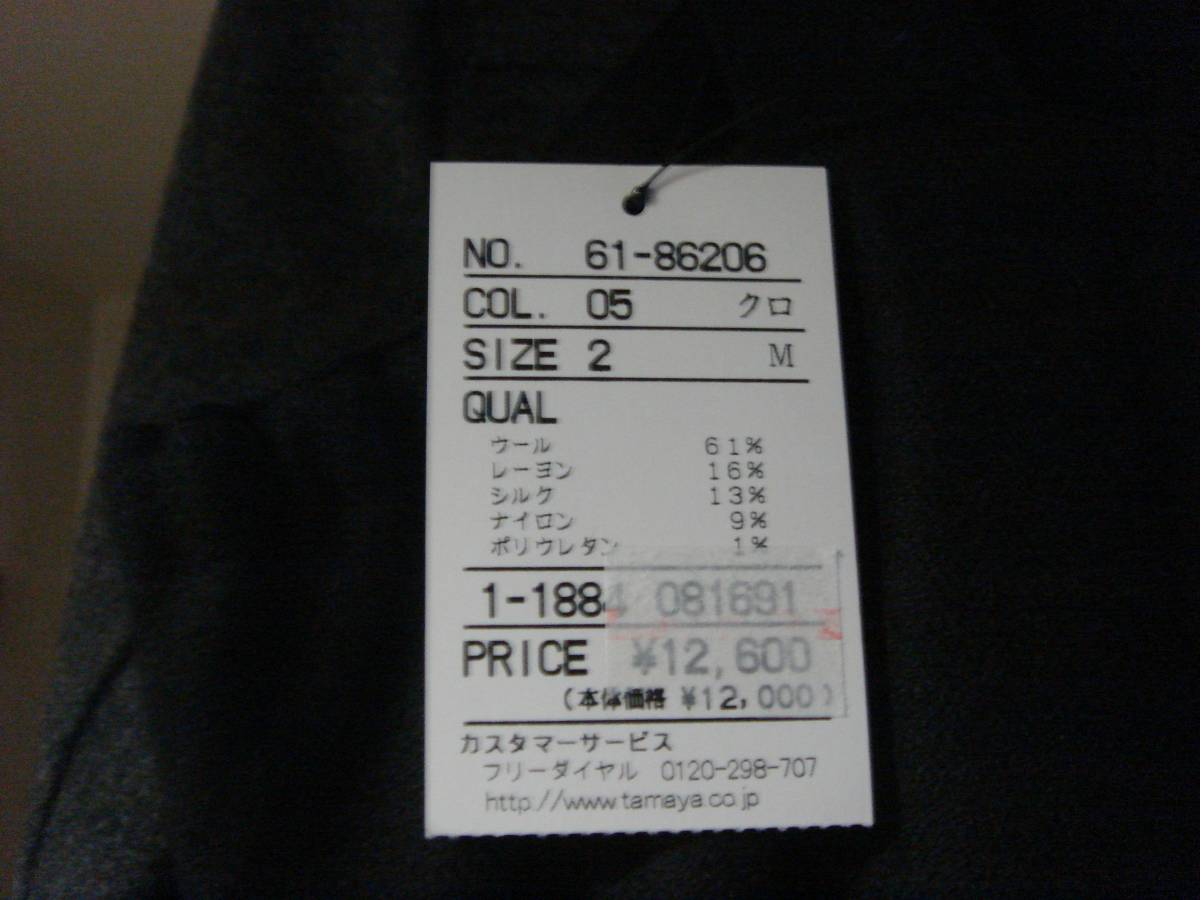 NO. 61-86206
COL. 05 クロ
SIZE 2 M
QUAL
ウール 61%
レーヨン 16%
シルク 13%
ナイロン 9%
ポリウレタン 1%
1-1884 081691
PRICE ¥12,600
(本体価格 ¥12,000)
カスタマーサービス
フリーダイヤル 0120-298-707
http://www.tamaya.co.jp